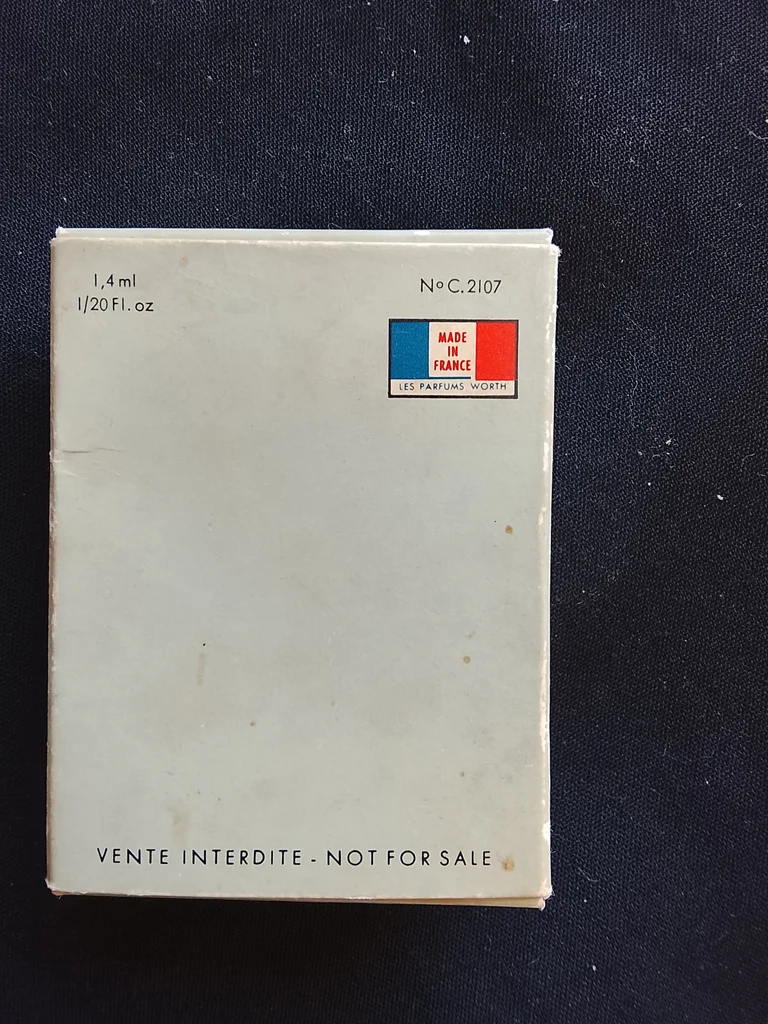 1,4 ml
1/20 Fl. oz
Nº C. 2107
MADE
IN
FRANCE
LES PARFUMS WORTH
VENTE INTERDITE - NOT FOR SALE